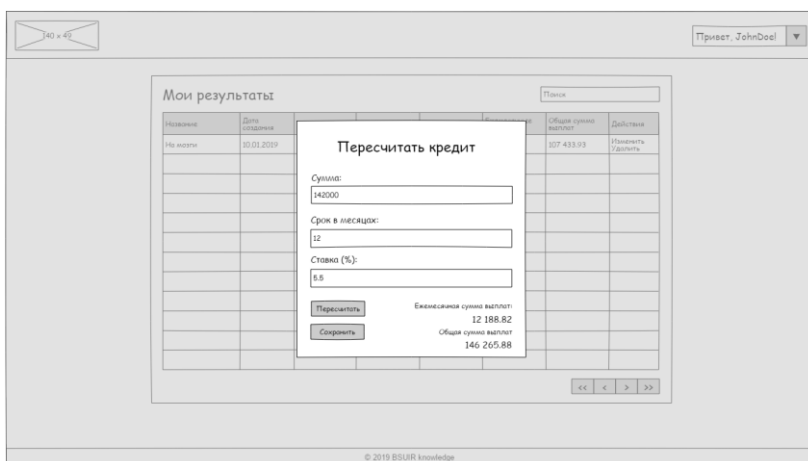 140 x 49
Привет, JohnDoe!
Мои результаты
Поиск
Название
Дата создания
Общая сумма выплат
Действия
10.01.2019
107 433.93
Изменить
Удалить
Пересчитать кредит
Сумма:
142000
Срок в месяцах:
12
Ставка (%):
5.5
Пересчитать
Сохранить
Ежемесячная сумма выплат:
12 188.82
Общая сумма выплат
146 265.88
<< < > >>
© 2019 BSUIR knowledge